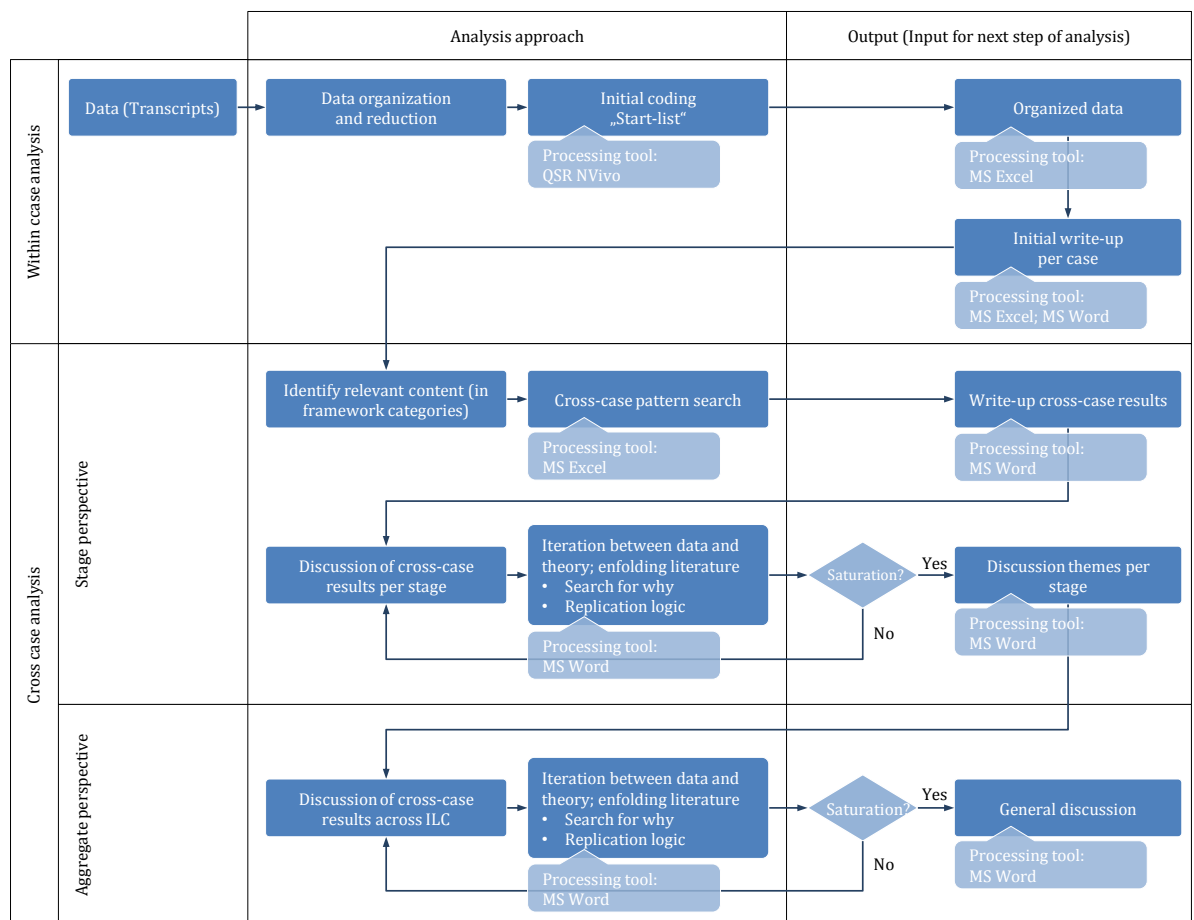 Analysis approach
Output (Input for next step of analysis)
Within ccase analysis
Data (Transcripts)
Data organization
and reduction
Initial coding
„Start-list“
Processing tool:
QSR NVivo
Organized data
Processing tool:
MS Excel
Initial write-up
per case
Processing tool:
MS Excel; MS Word
Cross case analysis
Stage perspective
Identify relevant content (in
framework categories)
Cross-case pattern search
Processing tool:
MS Excel
Write-up cross-case results
Processing tool:
MS Word
Discussion of cross-case
results per stage
Iteration between data and
theory; enfolding literature
• Search for why
• Replication logic
Processing tool:
MS Word
Saturation?
Yes
No
Discussion themes per
stage
Processing tool:
MS Word
Aggregate perspective
Discussion of cross-case
results across ILC
Iteration between data and
theory; enfolding literature
• Search for why
• Replication logic
Processing tool:
MS Word
Saturation?
Yes
No
General discussion
Processing tool:
MS Word